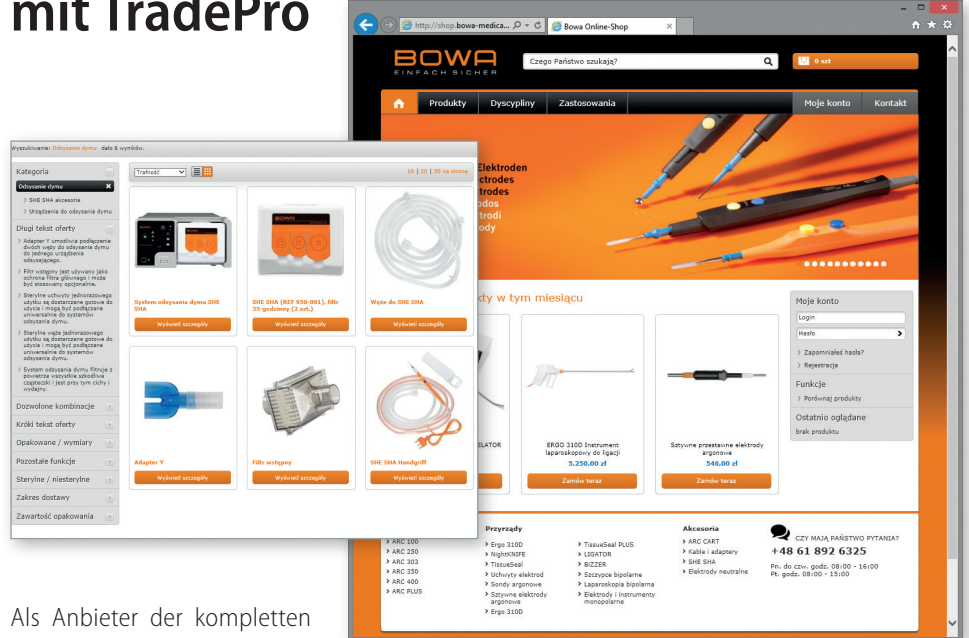 mit TradePro
http://shop.bowa-medica...
Bowa Online-Shop
BOWA
EINFACH SICHER
Czego Państwo szukają?
0 szt
Produkty Dyscypliny Zastosowania Moje konto Kontakt
Elektroden
ctrodes
trodes
odos
trodi
ody
Wyszukiwanie: Odsysania dymu dało 6 wyników.
Kategoria
Odsysanie dymu
> SHE SHA akcesoria
> Urządzenia do odsysania dymu
Długi tekst oferty
> Adapter Y umożliwia podłączanie
dwóch węży do odsysania dymu
do jednego urządzenia
odsysającego.
> Filtr wstępny jest używany jako
ochrona filtra głównego i może
być stosowany opcjonalnie.
> Sterylne uchwyty jednorazowego
użytku są dostarczane gotowe do
użycia i mogą być podłączane
uniwersalnie do systemów
odsysania dymu.
> Sterylne węże jednorazowego
użytku są dostarczane gotowe do
użycia i mogą być podłączane
uniwersalnie do systemów
odsysania dymu.
> System odsysania dymu filtruje z
powietrza wszystkie szkodliwe
cząsteczki i jest przy tym cichy i
wydajny.
Dozwolone kombinacje
Króki tekst oferty
Opakowane / wymiary
Pozostałe funkcje
Sterylne / niesterylne
Zakres dostawy
Zawartość opakowania
Trafność
10 | 20 | 50 na stronę
BOWA
System odsysania dymu SHE
SHA
Wyświetl szczegóły
SHE SHA (REF 950-001), filtr
35-godzinny (2 szt.)
Wyświetl szczegóły
Węże do SHE SHA
Wyświetl szczegóły
Adapter Y
Wyświetl szczegóły
Filtr wstępny
Wyświetl szczegóły
SHE SHA Handgriff
Wyświetl szczegóły
kty w tym miesiącu
ELATOR
ERGO 310D Instrument
laparoskopowy do ligacji
5.250,00 zł
Zamów teraz
Sztywne przestawne elektrody
argonowe
546,00 zł
Zamów teraz
Moje konto
Login
Hasło
> Zapomniałeś hasła?
> Rejestracja
Funkcje
> Porównaj produkty
Ostatnio oglądane
brak produktu
> ARC 100
> ARC 250
> ARC 303
> ARC 350
> ARC 400
> ARC PLUS
Przyrządy
> Ergo 310D
> NightKNIFE
> TissueSeal
> Uchwyty elektrod
> Sondy argonowe
> Sztywne elektrody
argonowe
> Ergo 310D
> TissueSeal PLUS
> LIGATOR
> BiZZER
> Szczypce bipolarne
> Laparoskopia bipolarna
> Elektrody i instrumenty
monopolarne
Akcesoria
> ARC CART
> Kable i adaptery
> SHE SHA
> Elektrody neutralne
CZY MAJĄ PAŃSTWO PYTANIA?
+48 61 892 6325
Pn. do czw. godz. 08:00 - 16:00
Pt. godz. 08:00 - 15:00
Als Anbieter der kompletten